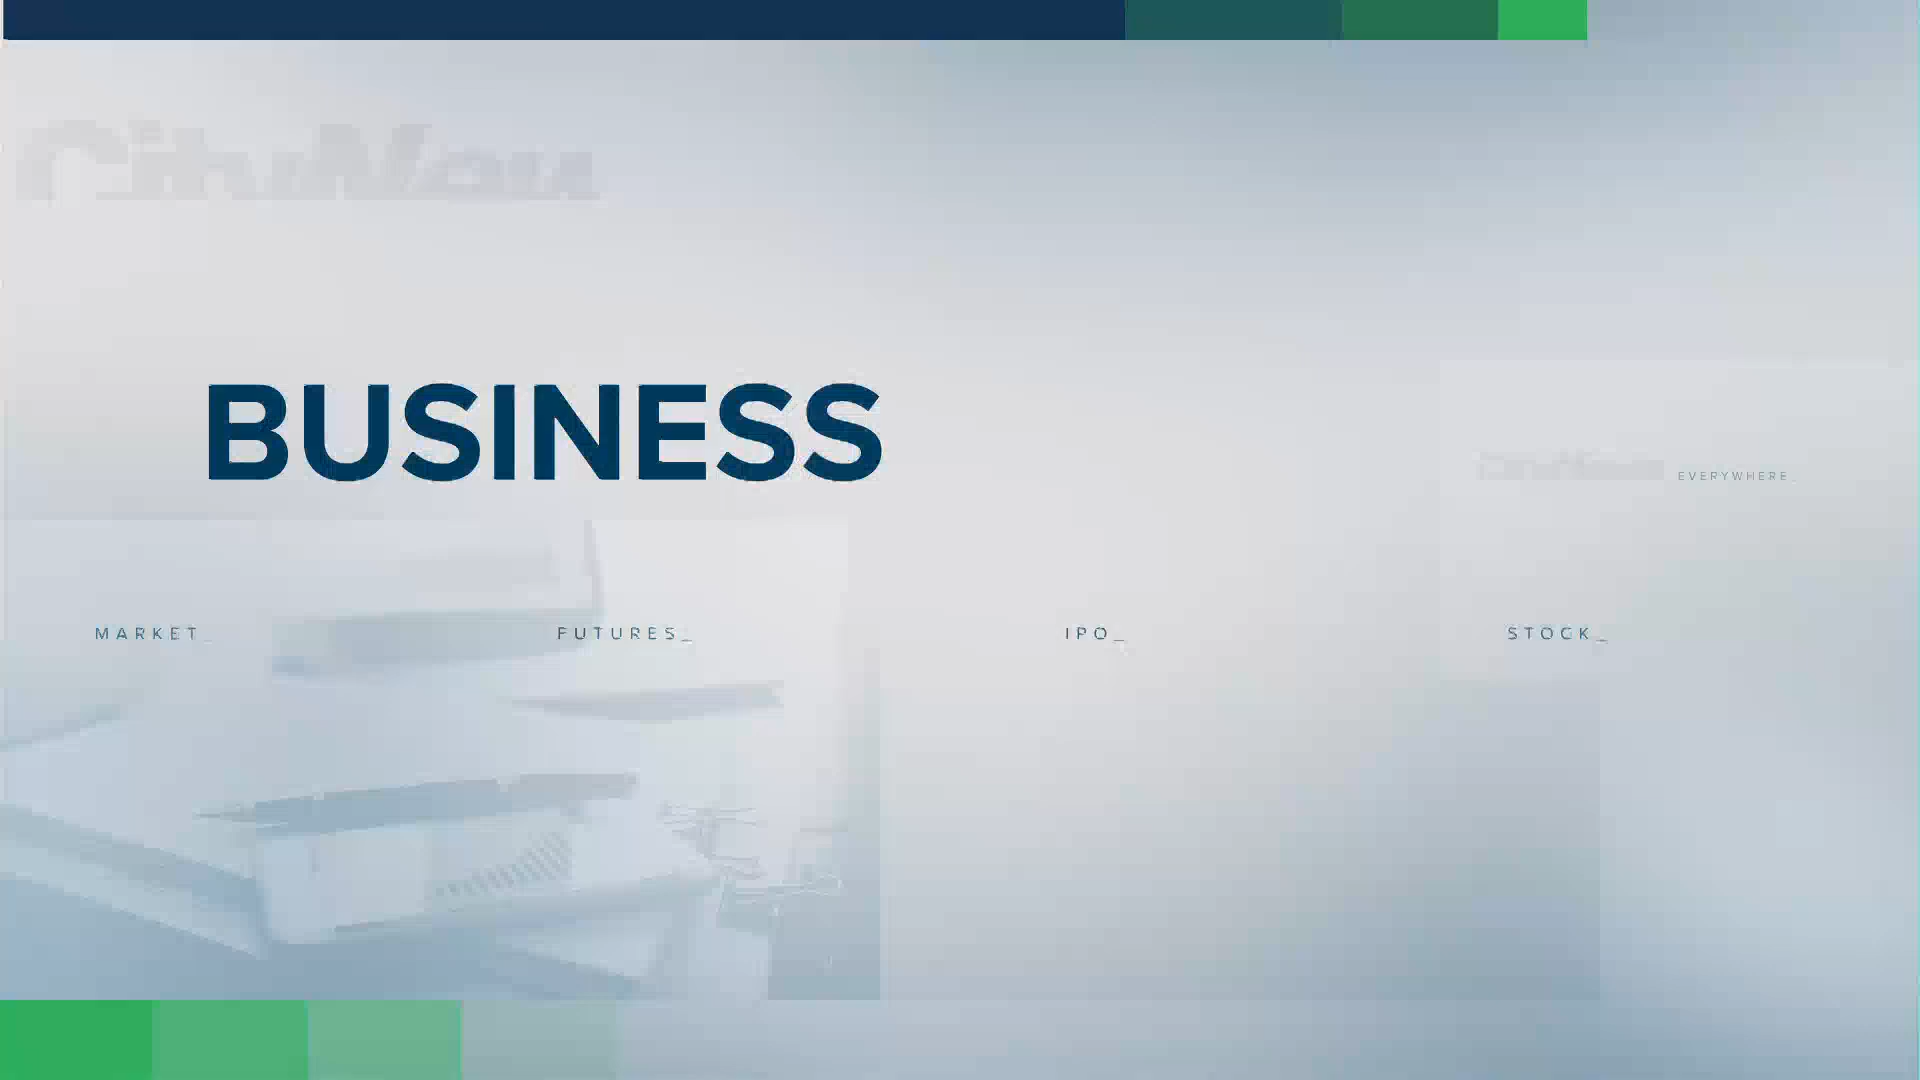 BUSINESS
EVERYWHERE_
MARKET_
FUTURES_
IPO_
STOCK_